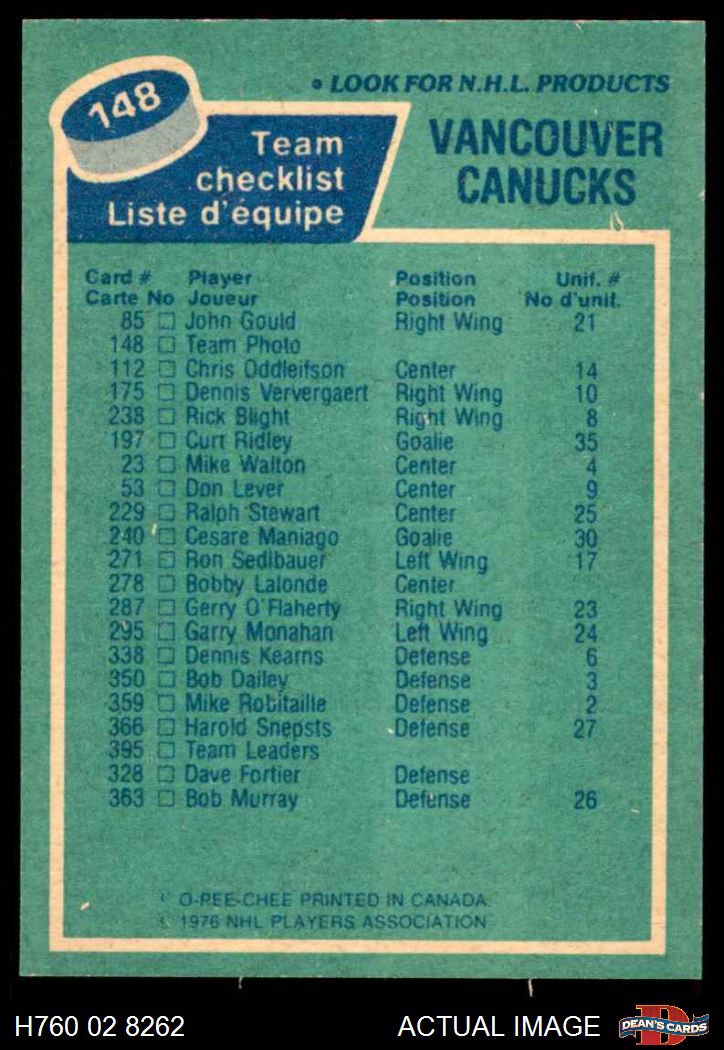 148
• LOOK FOR N.H.L. PRODUCTS
Team checklist
Liste d'équipe
VANCOUVER
CANUCKS
Card # Player Position Unif. #
Carte No Joueur Position No d'unit.
85 □ John Gould Right Wing 21
148 □ Team Photo
112 □ Chris Oddleifson Center 14
175 □ Dennis Ververgaert Right Wing 10
238 □ Rick Blight Right Wing 8
197 □ Curt Ridley Goalie 35
23 □ Mike Walton Center 4
53 □ Don Lever Center 9
229 □ Ralph Stewart Center 25
240 □ Cesare Maniago Goalie 30
271 □ Ron Sedlbauer Left Wing 17
278 □ Bobby Lalonde Center
287 □ Gerry O'Flaherty Right Wing 23
295 □ Garry Monahan Left Wing 24
338 □ Dennis Kearns Defense 6
350 □ Bob Dailey Defense 3
359 □ Mike Robitaille Defense 2
366 □ Harold Snepsts Defense 27
395 □ Team Leaders
328 □ Dave Fortier Defense
363 □ Bob Murray Defense 26
© O-PEE-CHEE PRINTED IN CANADA
© 1976 NHL PLAYERS ASSOCIATION
H760 02 8262 ACTUAL IMAGE DEAN'S CARDS